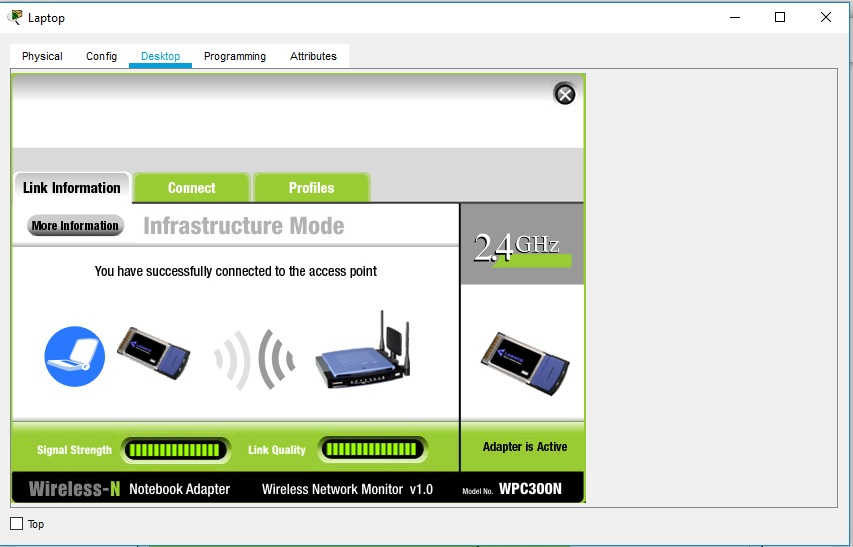 Laptop
Physical Config Desktop Programming Attributes
Link Information Connect Profiles
More Information Infrastructure Mode
2.4GHz
You have successfully connected to the access point
Signal Strength Link Quality
Adapter is Active
Wireless-N Notebook Adapter Wireless Network Monitor v1.0 Model No. WPC300N
Top